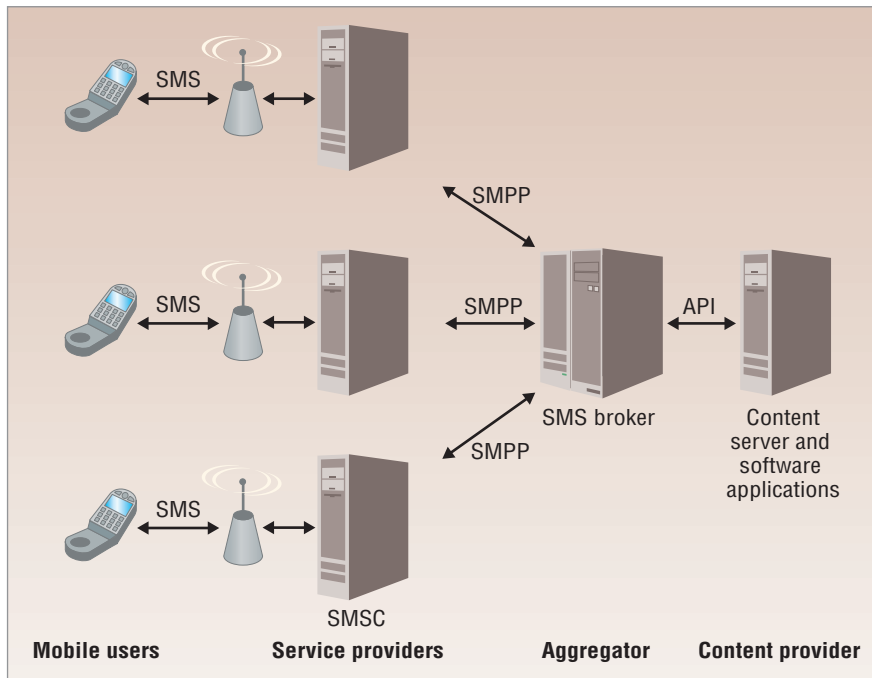 SMS
SMPP
SMS
SMPP
API
SMS broker
Content
server and
software
applications
SMPP
SMS
SMSC
Mobile users
Service providers
Aggregator
Content provider